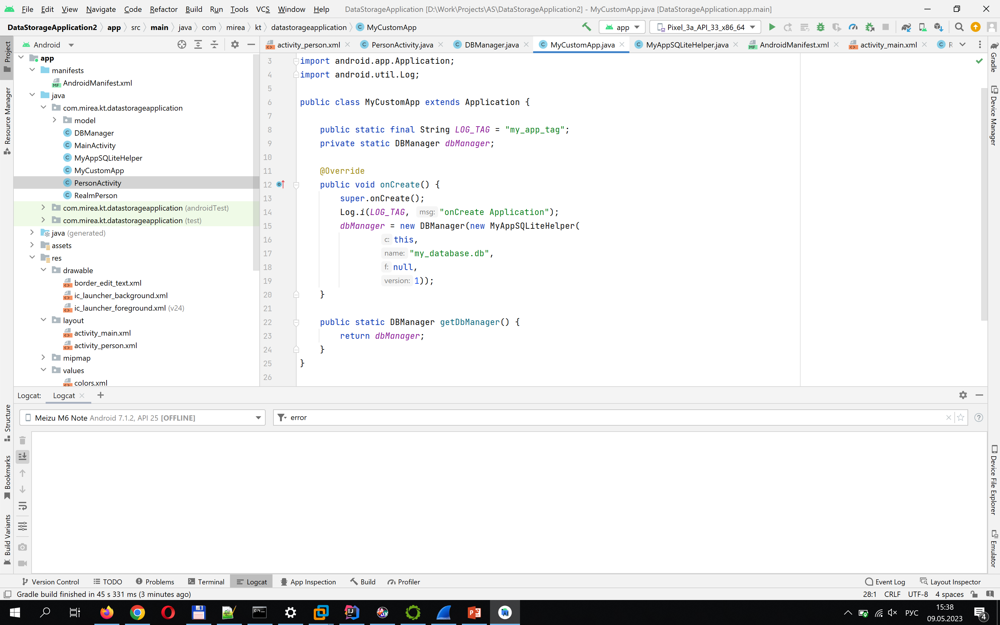 File Edit View Navigate Code Refactor Build Run Tools VCS Window Help DataStorageApplication [D:\Work\Projects\AS\DataStorageApplication2] - MyCustomApp.java [DataStorageApplication.app.main]
DataStorageApplication2 app src main java com mirea kt datastorageapplication MyCustomApp app Pixel_3a_API_33_x86_64
Project
Resource Manager
Structure
Bookmarks
Build Variants
Android
app
manifests
AndroidManifest.xml
java
com.mirea.kt.datastorageapplication
model
DBManager
MainActivity
MyAppSQLiteHelper
MyCustomApp
PersonActivity
RealmPerson
com.mirea.kt.datastorageapplication (androidTest)
com.mirea.kt.datastorageapplication (test)
java (generated)
assets
res
drawable
border_edit_text.xml
ic_launcher_background.xml
ic_launcher_foreground.xml (v24)
layout
activity_main.xml
activity_person.xml
mipmap
values
colors.xml
activity_person.xml PersonActivity.java DBManager.java MyCustomApp.java MyAppSQLiteHelper.java AndroidManifest.xml activity_main.xml R
3 import android.app.Application;
4 import android.util.Log;
5
6 public class MyCustomApp extends Application {
7
8 public static final String LOG_TAG = "my_app_tag";
9 private static DBManager dbManager;
10
11 @Override
12 public void onCreate() {
13 super.onCreate();
14 Log.i(LOG_TAG, msg: "onCreate Application");
15 dbManager = new DBManager(new MyAppSQLiteHelper(
16 c: this,
17 name: "my_database.db",
18 f: null,
19 version: 1));
20 }
21
22 public static DBManager getDbManager() {
23 return dbManager;
24 }
25 }
26
Gradle
Device Manager
Device File Explorer
Emulator
Logcat: Logcat
Meizu M6 Note Android 7.1.2, API 25 [OFFLINE] error
Version Control TODO Problems Terminal Logcat App Inspection Build Profiler Event Log Layout Inspector
Gradle build finished in 45 s 331 ms (3 minutes ago) 28:1 CRLF UTF-8 4 spaces
РУС
15:38
09.05.2023
4